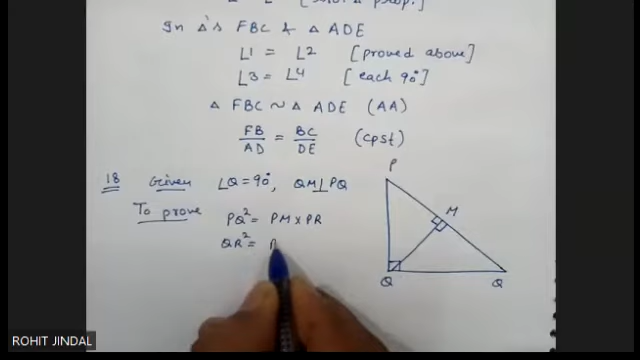 In Δ's FBC & Δ ADE
∠1 = ∠2 [proved above]
∠3 = ∠4 [each 90°]
Δ FBC ~ Δ ADE (AA)
FB/AD = BC/DE (cpst)
18 Given ∠Q = 90°, QM ⊥ PQ
To prove PQ² = PM × PR
QR² =
P
M
Q
Q
ROHIT JINDAL